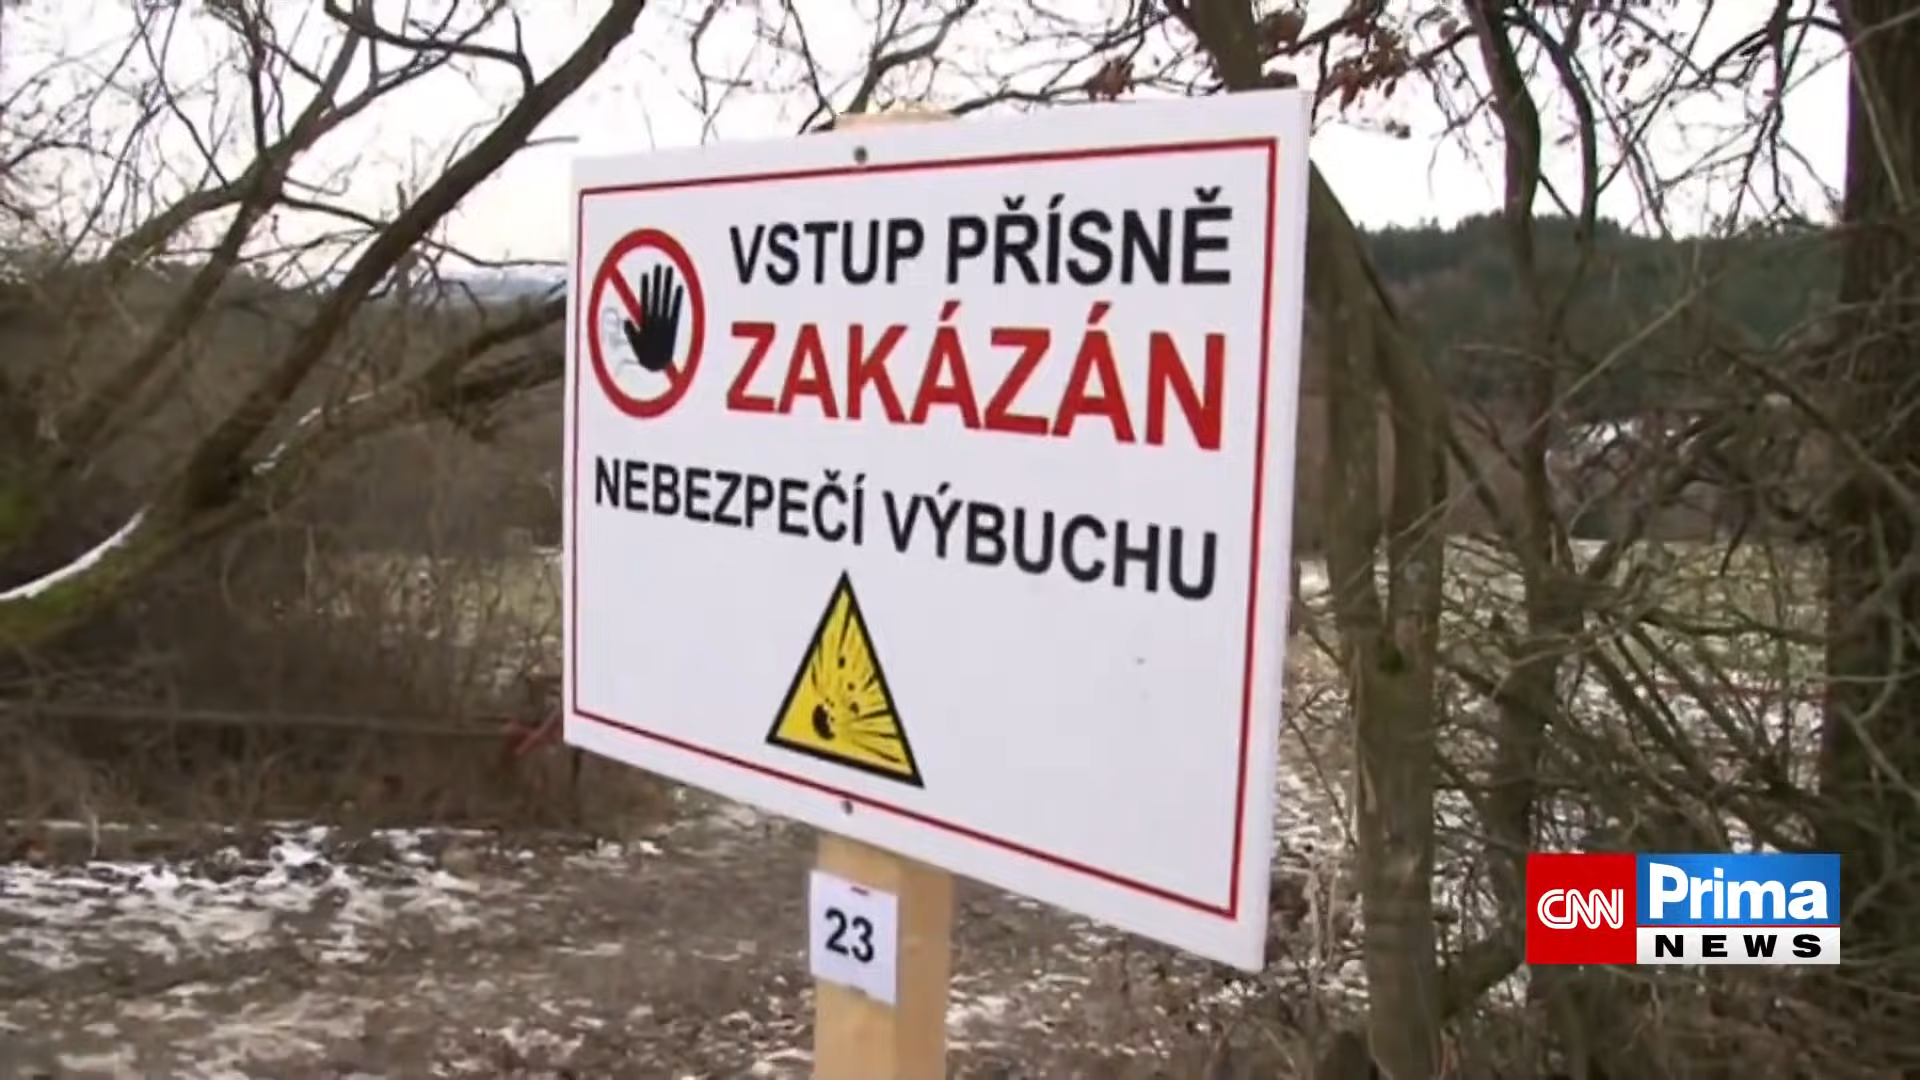 VSTUP PŘÍSNĚ
ZAKÁZÁN
NEBEZPEČÍ VÝBUCHU
23
CNN Prima
NEWS